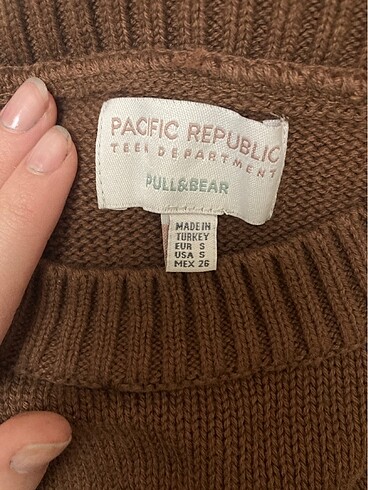 PACIFIC REPUBLIC
TEEN DEPARTMENT
PULL&BEAR
MADE IN
TURKEY
EUR S
USA S
MEX 26